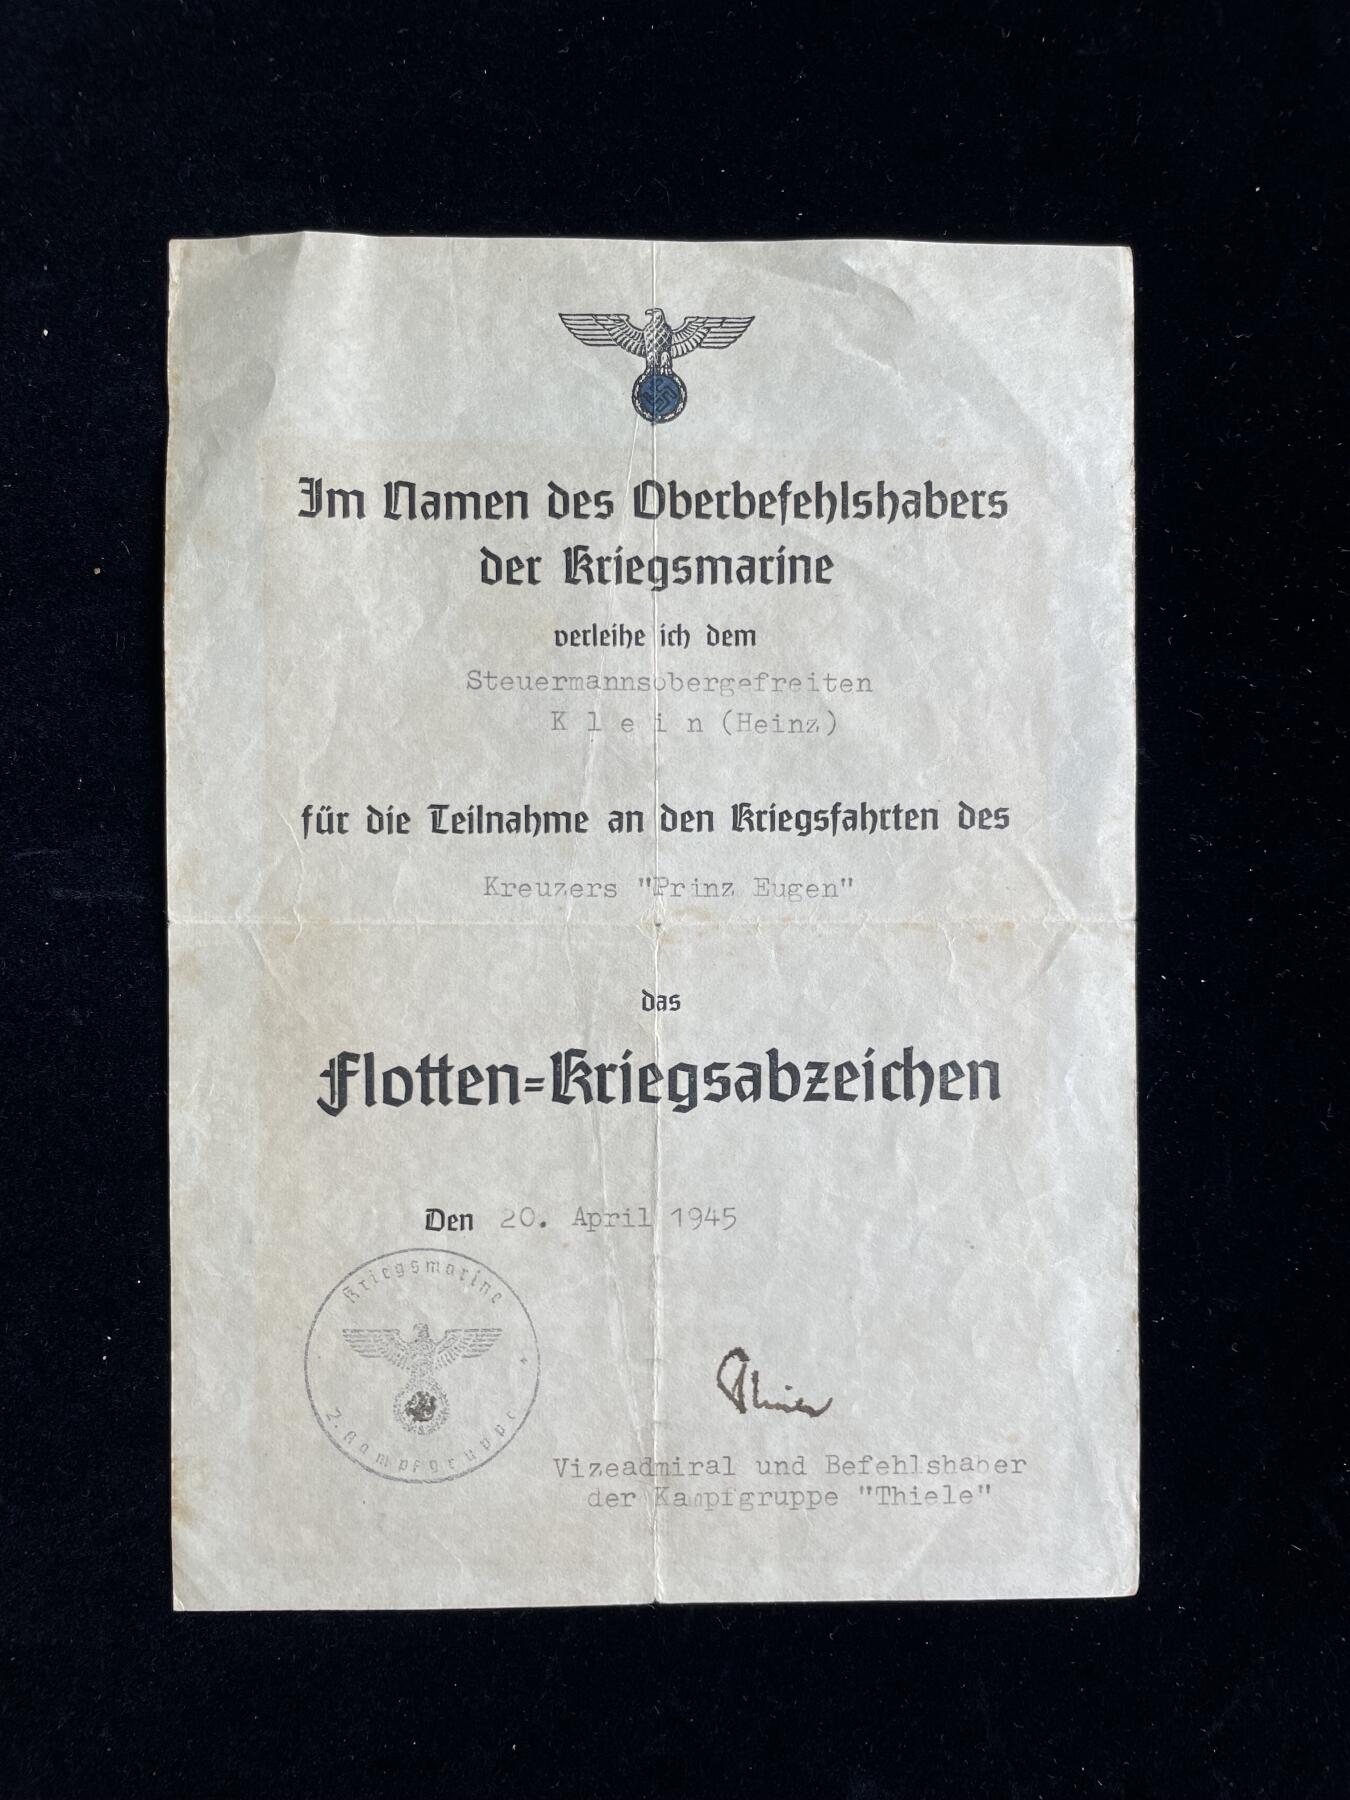 Im Namen des Oberbefehlshabers
der Kriegsmarine
verleihe ich dem
Steuermannsobergefreiten
K l e i n (Heinz)
für die Teilnahme an den Kriegsfahrten des
Kreuzers "Prinz Eugen"
das
Flotten=Kriegsabzeichen
Den 20. April 1945
Kriegsmarine
2. Kampfgruppe
Thiele
Vizeadmiral und Befehlshaber
der Kampfgruppe "Thiele"